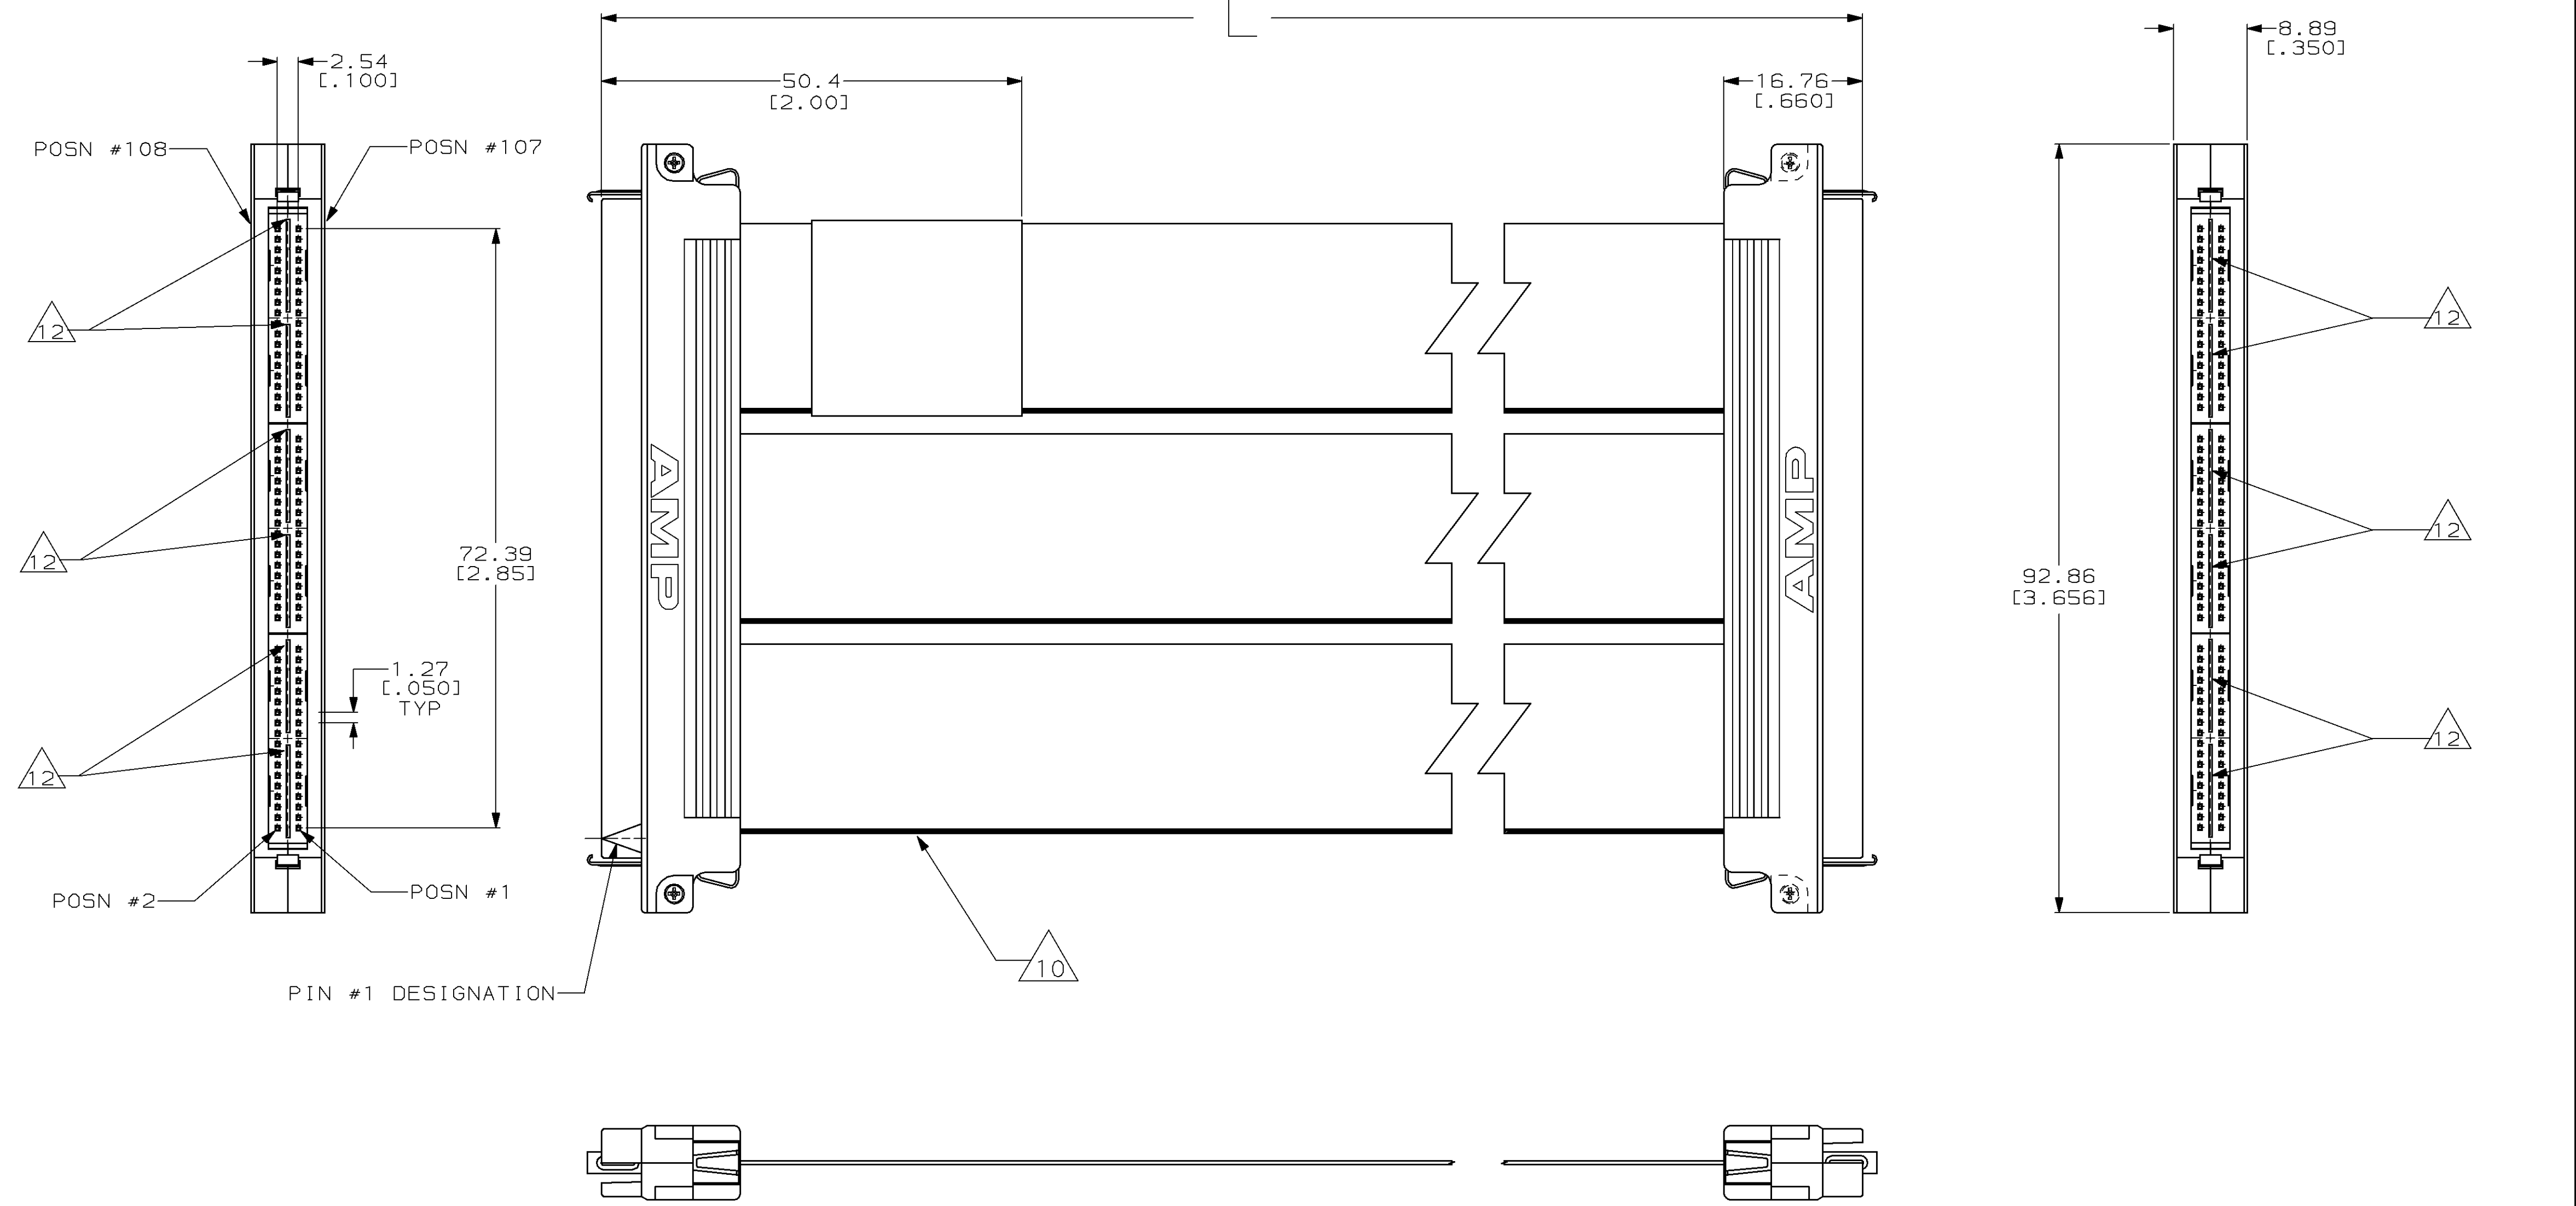 L
2.54
[.100]
50.4
[2.00]
16.76
[.660]
8.89
[.350]
POSN #108
POSN #107
12
12
AMP
AMP
72.39
[2.85]
12
12
92.86
[3.656]
1.27
[.050]
TYP
12
12
POSN #2
POSN #1
10
PIN #1 DESIGNATION